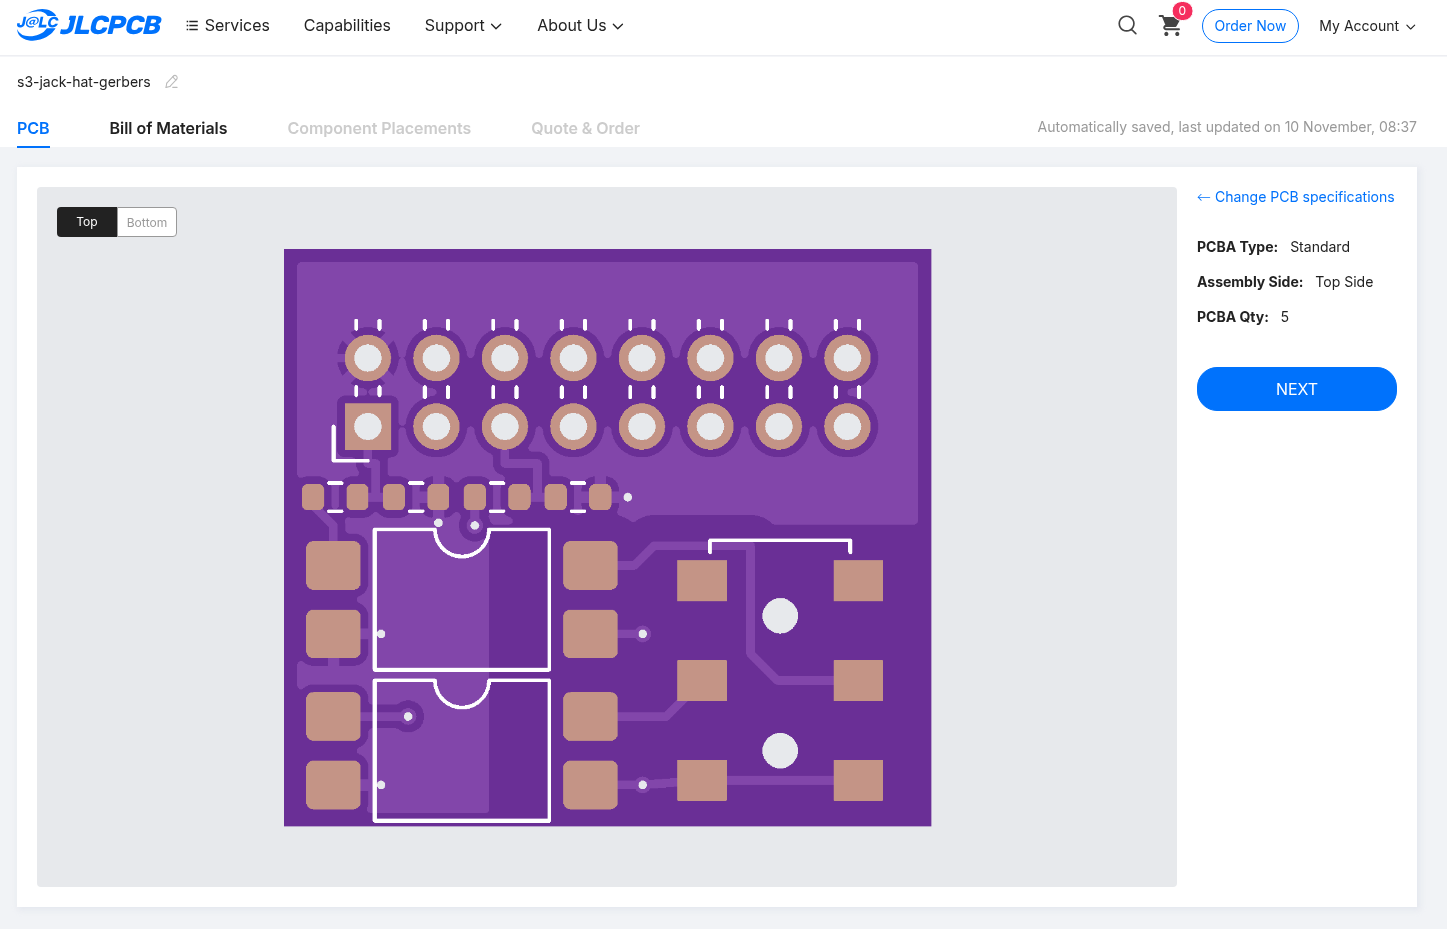 J@LC JLCPCB Services Capabilities Support About Us 0 Order Now My Account
s3-jack-hat-gerbers
PCB Bill of Materials Component Placements Quote & Order Automatically saved, last updated on 10 November, 08:37
Top Bottom
← Change PCB specifications
PCBA Type: Standard
Assembly Side: Top Side
PCBA Qty: 5
NEXT